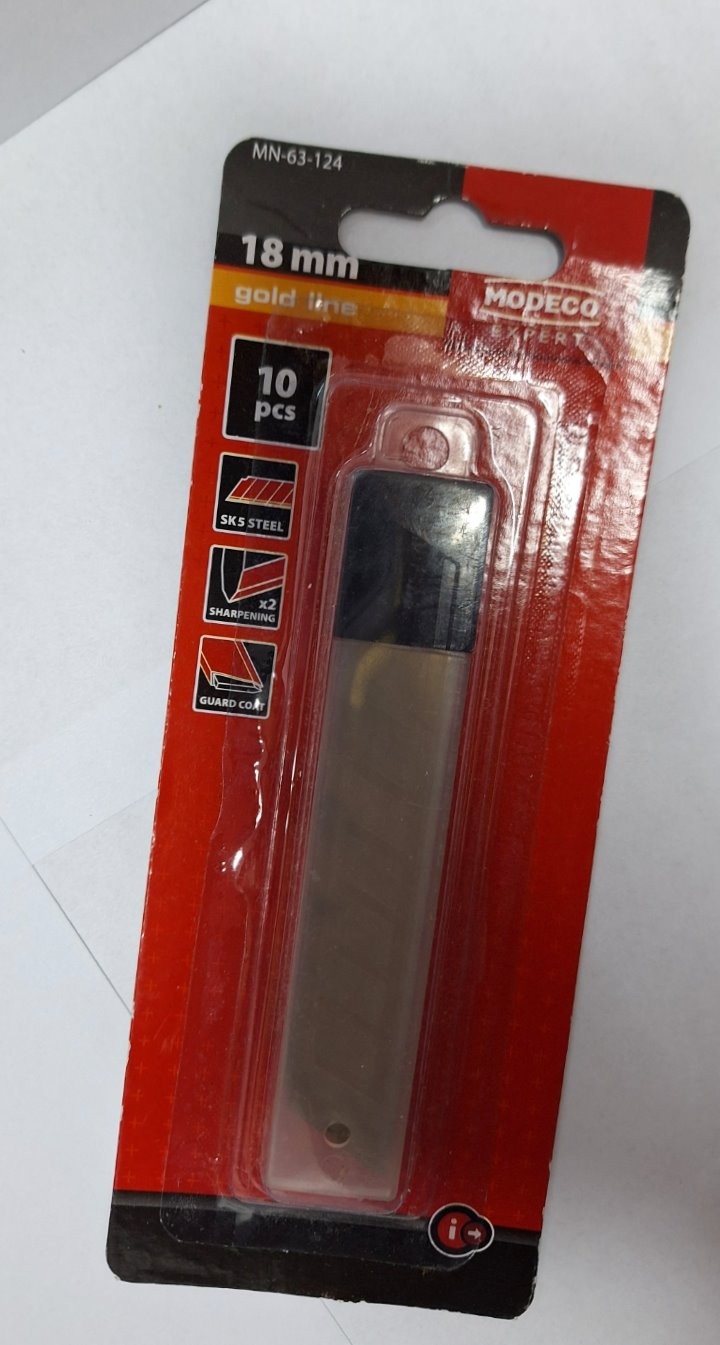 MN-63-124
18 mm
gold line
MODECO
EXPERT
10
pcs
SK5 STEEL
x2
SHARPENING
GUARD COAT
i